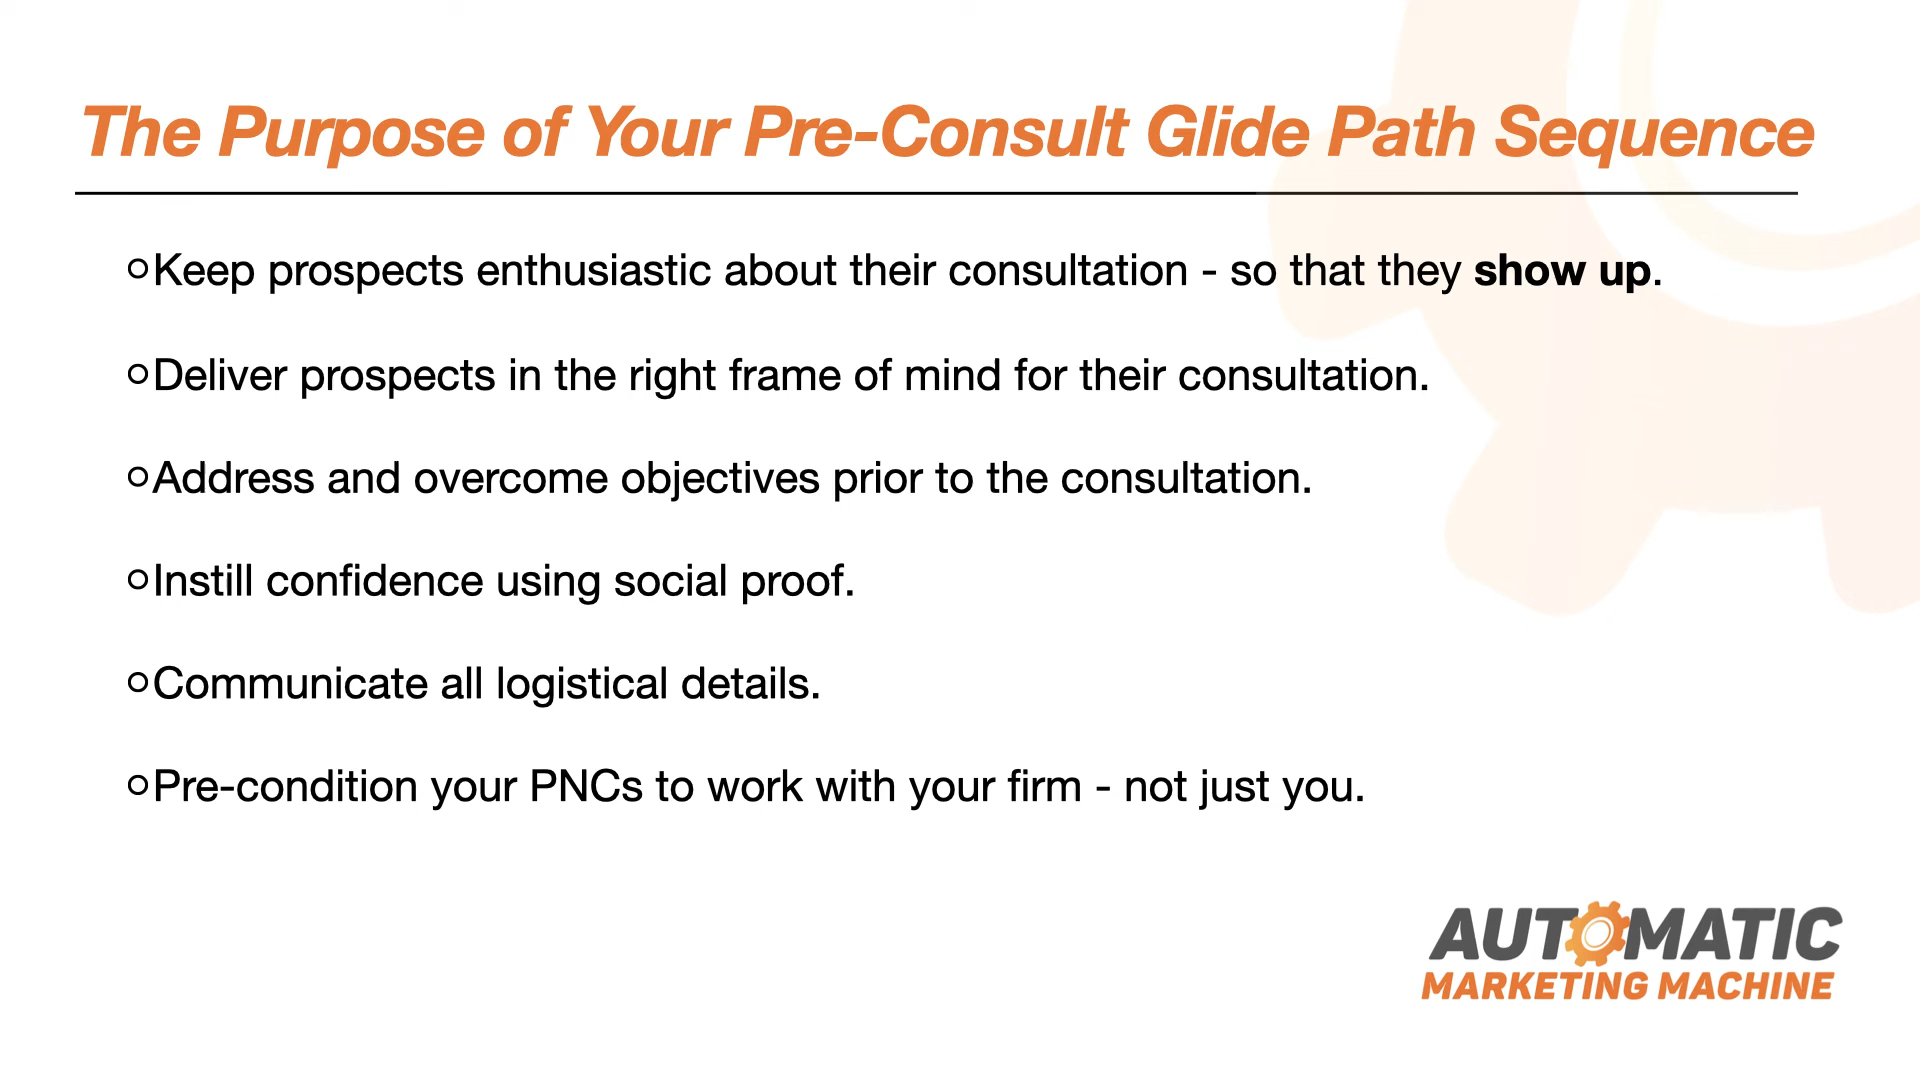 The Purpose of Your Pre-Consult Glide Path Sequence
Keep prospects enthusiastic about their consultation - so that they show up.
Deliver prospects in the right frame of mind for their consultation.
Address and overcome objectives prior to the consultation.
Instill confidence using social proof.
Communicate all logistical details.
Pre-condition your PNCs to work with your firm - not just you.
AUTOMATIC
MARKETING MACHINE